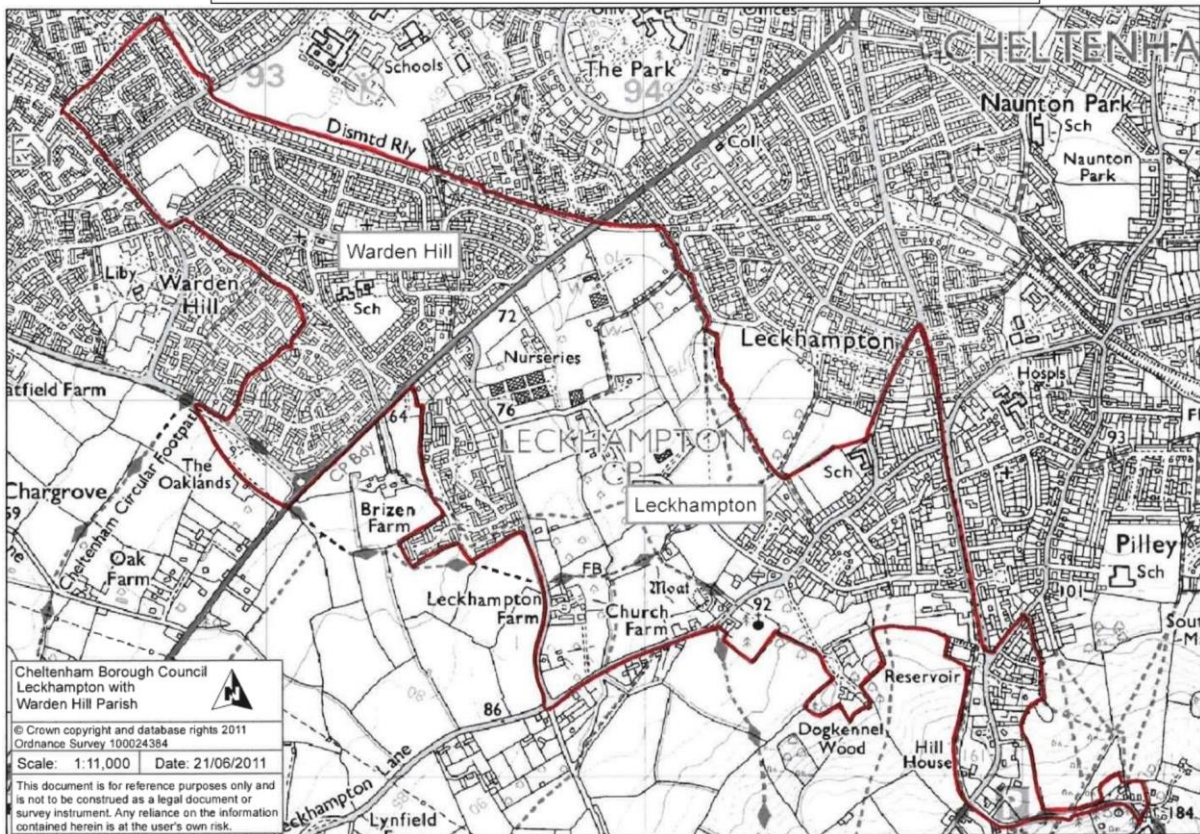 Univ
Offices
CHELTENHA
Schools
The Park
93
94
Naunton Park
Sch
Dismtd Rly
Coll
Naunton
Park
Warden Hill
Liby
Warden
Hill
Sch
72
Nurseries
Leckhampton
Hospls
atfield Farm
76
64
93
LECKHAMPTON
CP
The
Oaklands
CP Bdy
Sch
Leckhampton
Chargrove
59
Cheltenham Circular Footpath
Brizen
Farm
Oak
Farm
Pilley
Sch
FB
Moat
Leckhampton
Farm
Church
Farm
92
101
Reservoir
86
Dogkennel
Wood
Hill
House
eckhampton Lane
Lynfield
184
Cheltenham Borough Council
Leckhampton with
Warden Hill Parish
N
© Crown copyright and database rights 2011
Ordnance Survey 100024384
Scale: 1:11,000 Date: 21/06/2011
This document is for reference purposes only and
is not to be construed as a legal document or
survey instrument. Any reliance on the information
contained herein is at the user's own risk.